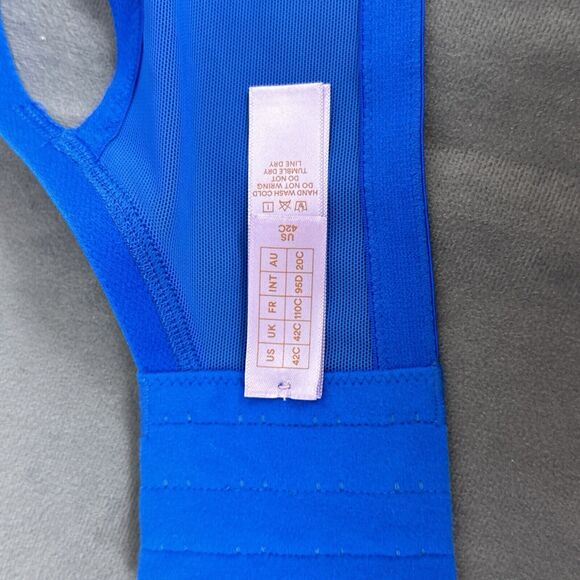 US
42C
HAND WASH COLD
DO NOT WRING
DO NOT
TUMBLE DRY
LINE DRY
US UK FR INT AU
42C 42C 110C 95D 20C